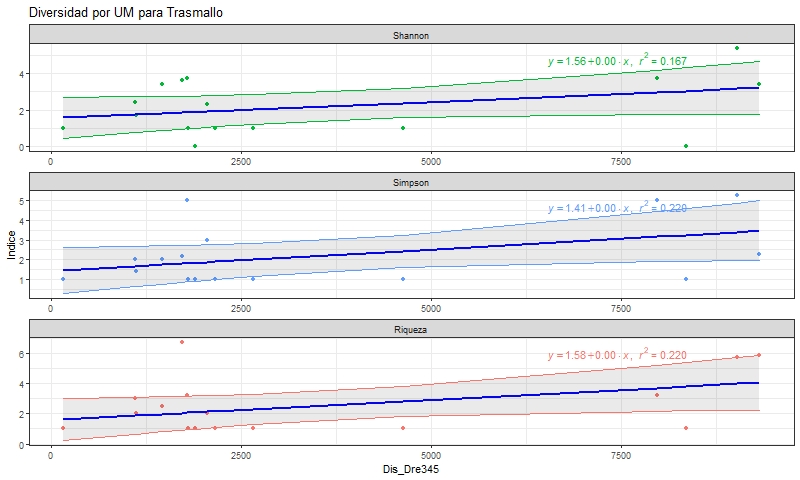 Diversidad por UM para Trasmallo
Shannon
y = 1.56 + 0.00 · x, r² = 0.167
4
2
0
0 2500 5000 7500
Simpson
y = 1.41 + 0.00 · x, r² = 0.220
5
4
3
2
1
0 2500 5000 7500
Indice
Riqueza
y = 1.58 + 0.00 · x, r² = 0.220
6
4
2
0
0 2500 5000 7500
Dis_Dre345